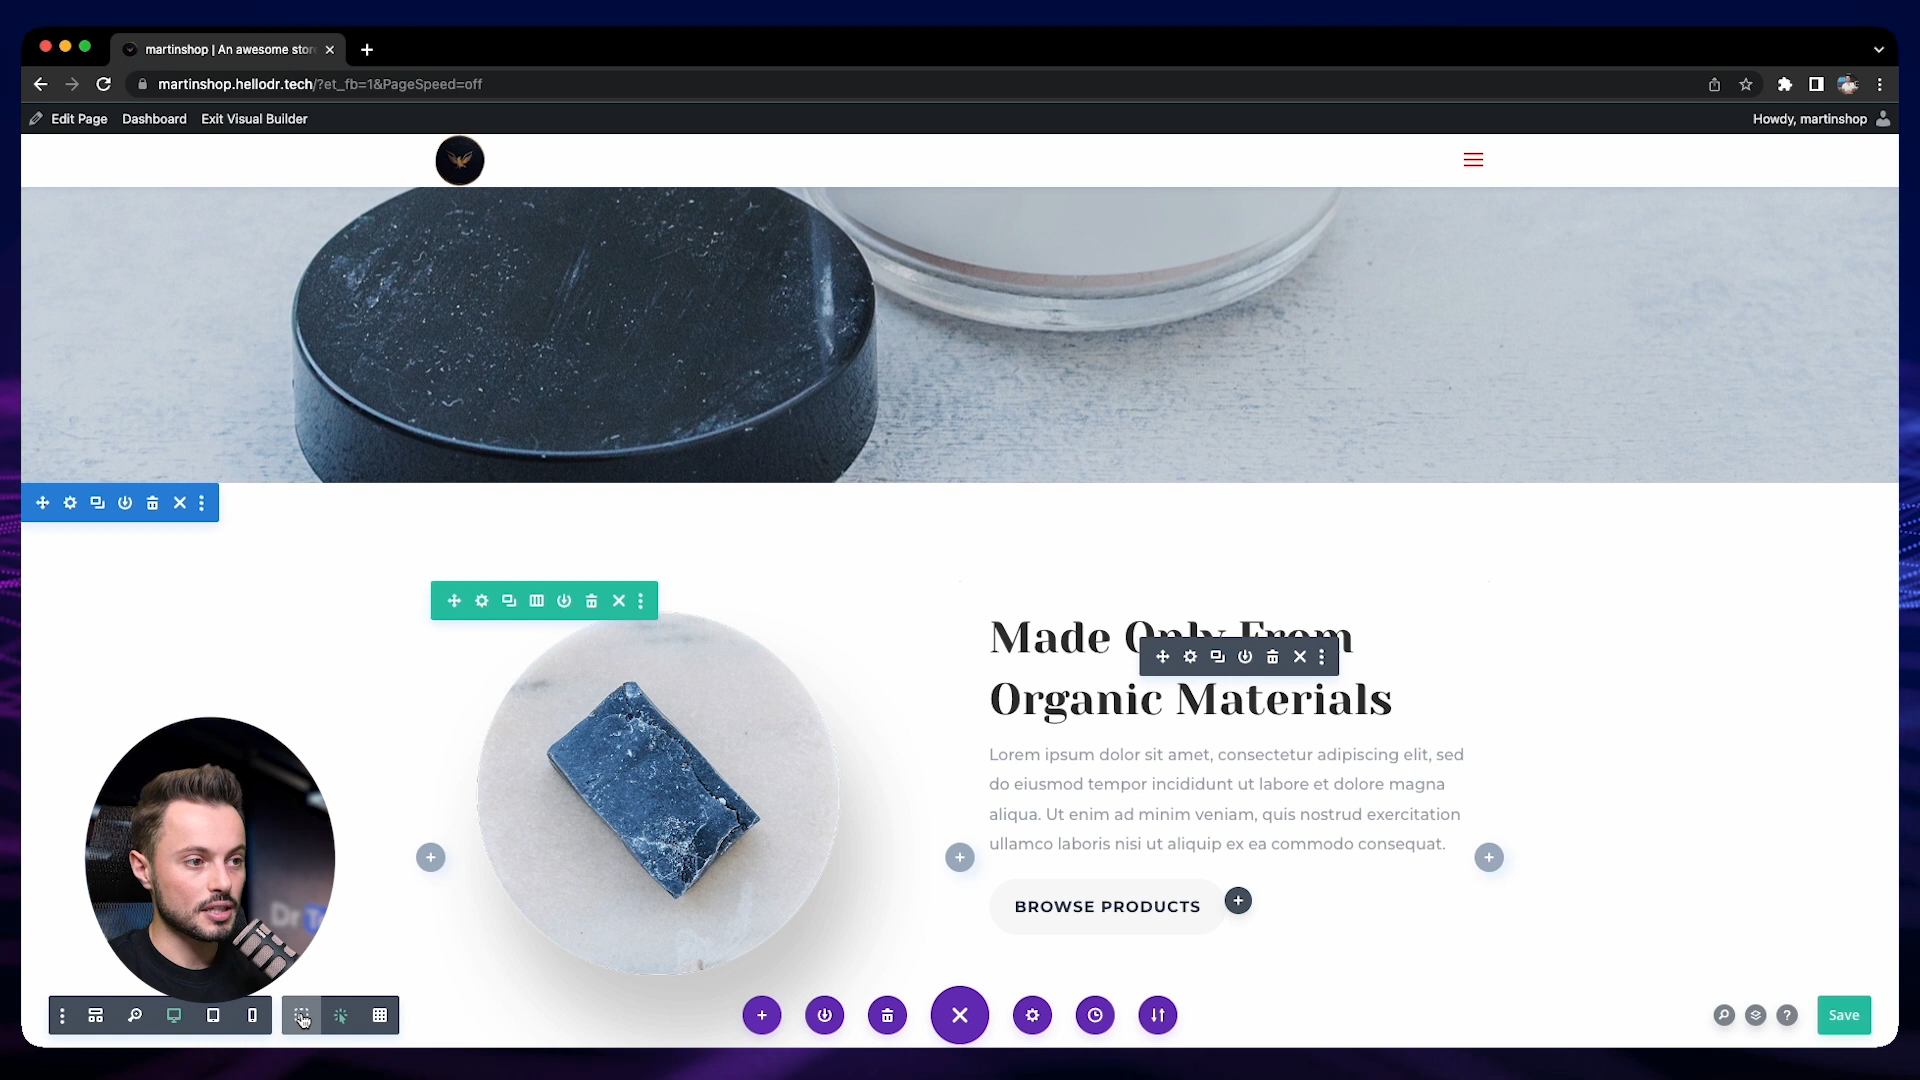 martinshop | An awesome stor
martinshop.hellodr.tech/?et_fb=1&PageSpeed=off
Edit Page Dashboard Exit Visual Builder
Howdy, martinshop
Made Only From
Organic Materials
Lorem ipsum dolor sit amet, consectetur adipiscing elit, sed
do eiusmod tempor incididunt ut labore et dolore magna
aliqua. Ut enim ad minim veniam, quis nostrud exercitation
ullamco laboris nisi ut aliquip ex ea commodo consequat.
BROWSE PRODUCTS
Dr
Save